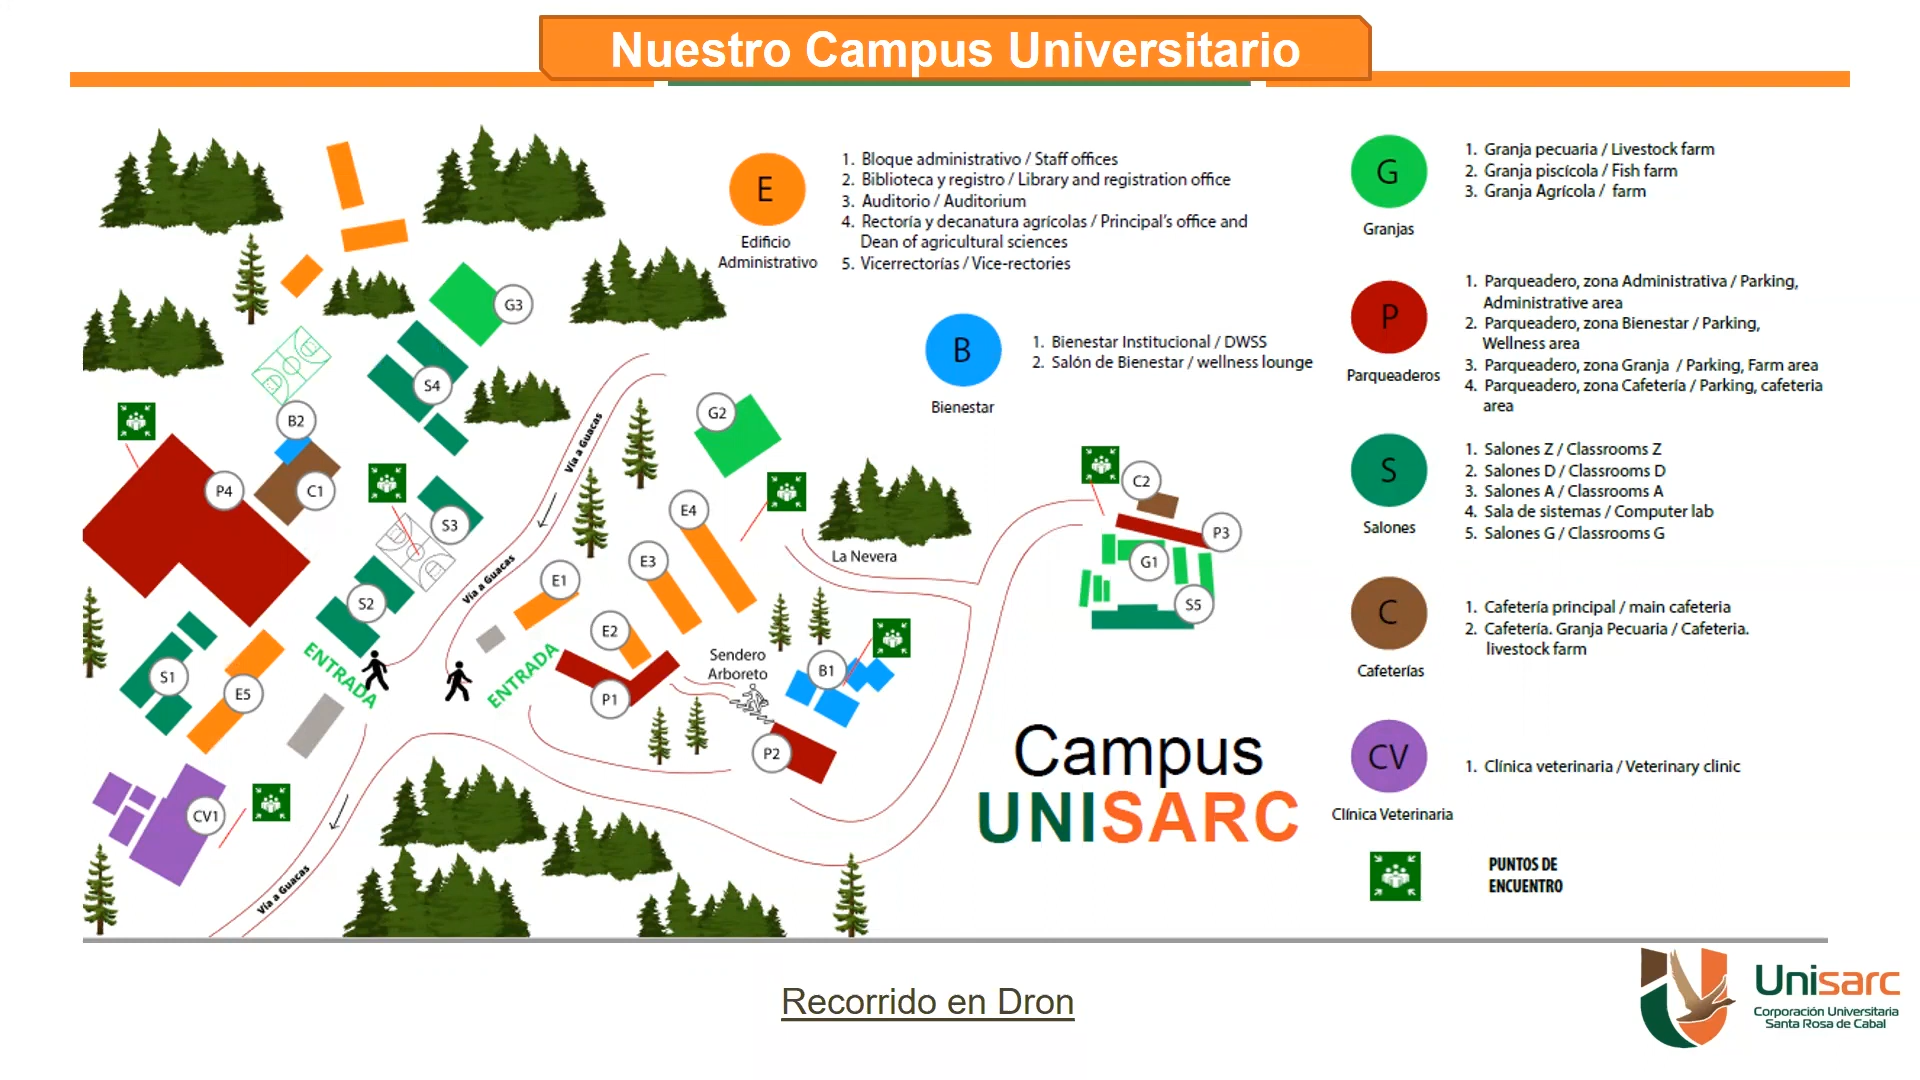 Nuestro Campus Universitario
E
Edificio
Administrativo
1. Bloque administrativo / Staff offices
2. Biblioteca y registro / Library and registration office
3. Auditorio / Auditorium
4. Rectoría y decanatura agrícolas / Principal's office and
Dean of agricultural sciences
5. Vicerrectorías / Vice-rectories
B
Bienestar
1. Bienestar Institucional / DWSS
2. Salón de Bienestar / wellness lounge
G
Granjas
1. Granja pecuaria / Livestock farm
2. Granja piscícola / Fish farm
3. Granja Agrícola / farm
P
Parqueaderos
1. Parqueadero, zona Administrativa / Parking,
Administrative area
2. Parqueadero, zona Bienestar / Parking,
Wellness area
3. Parqueadero, zona Granja / Parking, Farm area
4. Parqueadero, zona Cafetería / Parking, cafeteria
area
S
Salones
1. Salones Z / Classrooms Z
2. Salones D / Classrooms D
3. Salones A / Classrooms A
4. Sala de sistemas / Computer lab
5. Salones G / Classrooms G
C
Cafeterías
1. Cafetería principal / main cafeteria
2. Cafetería. Granja Pecuaria / Cafeteria.
livestock farm
CV
Clínica Veterinaria
1. Clínica veterinaria / Veterinary clinic
PUNTOS DE
ENCUENTRO
G3
S4
B2
G2
P4
C1
C2
E4
S3
P3
Vía a Guacas
La Nevera
E3
G1
Vía a Guacas
E1
S2
S5
E2
ENTRADA
ENTRADA
Sendero
Arboreto
B1
S1
E5
P1
P2
CV1
Vía a Guacas
Campus
UNISARC
Recorrido en Dron
Unisarc
Corporación Universitaria
Santa Rosa de Cabal